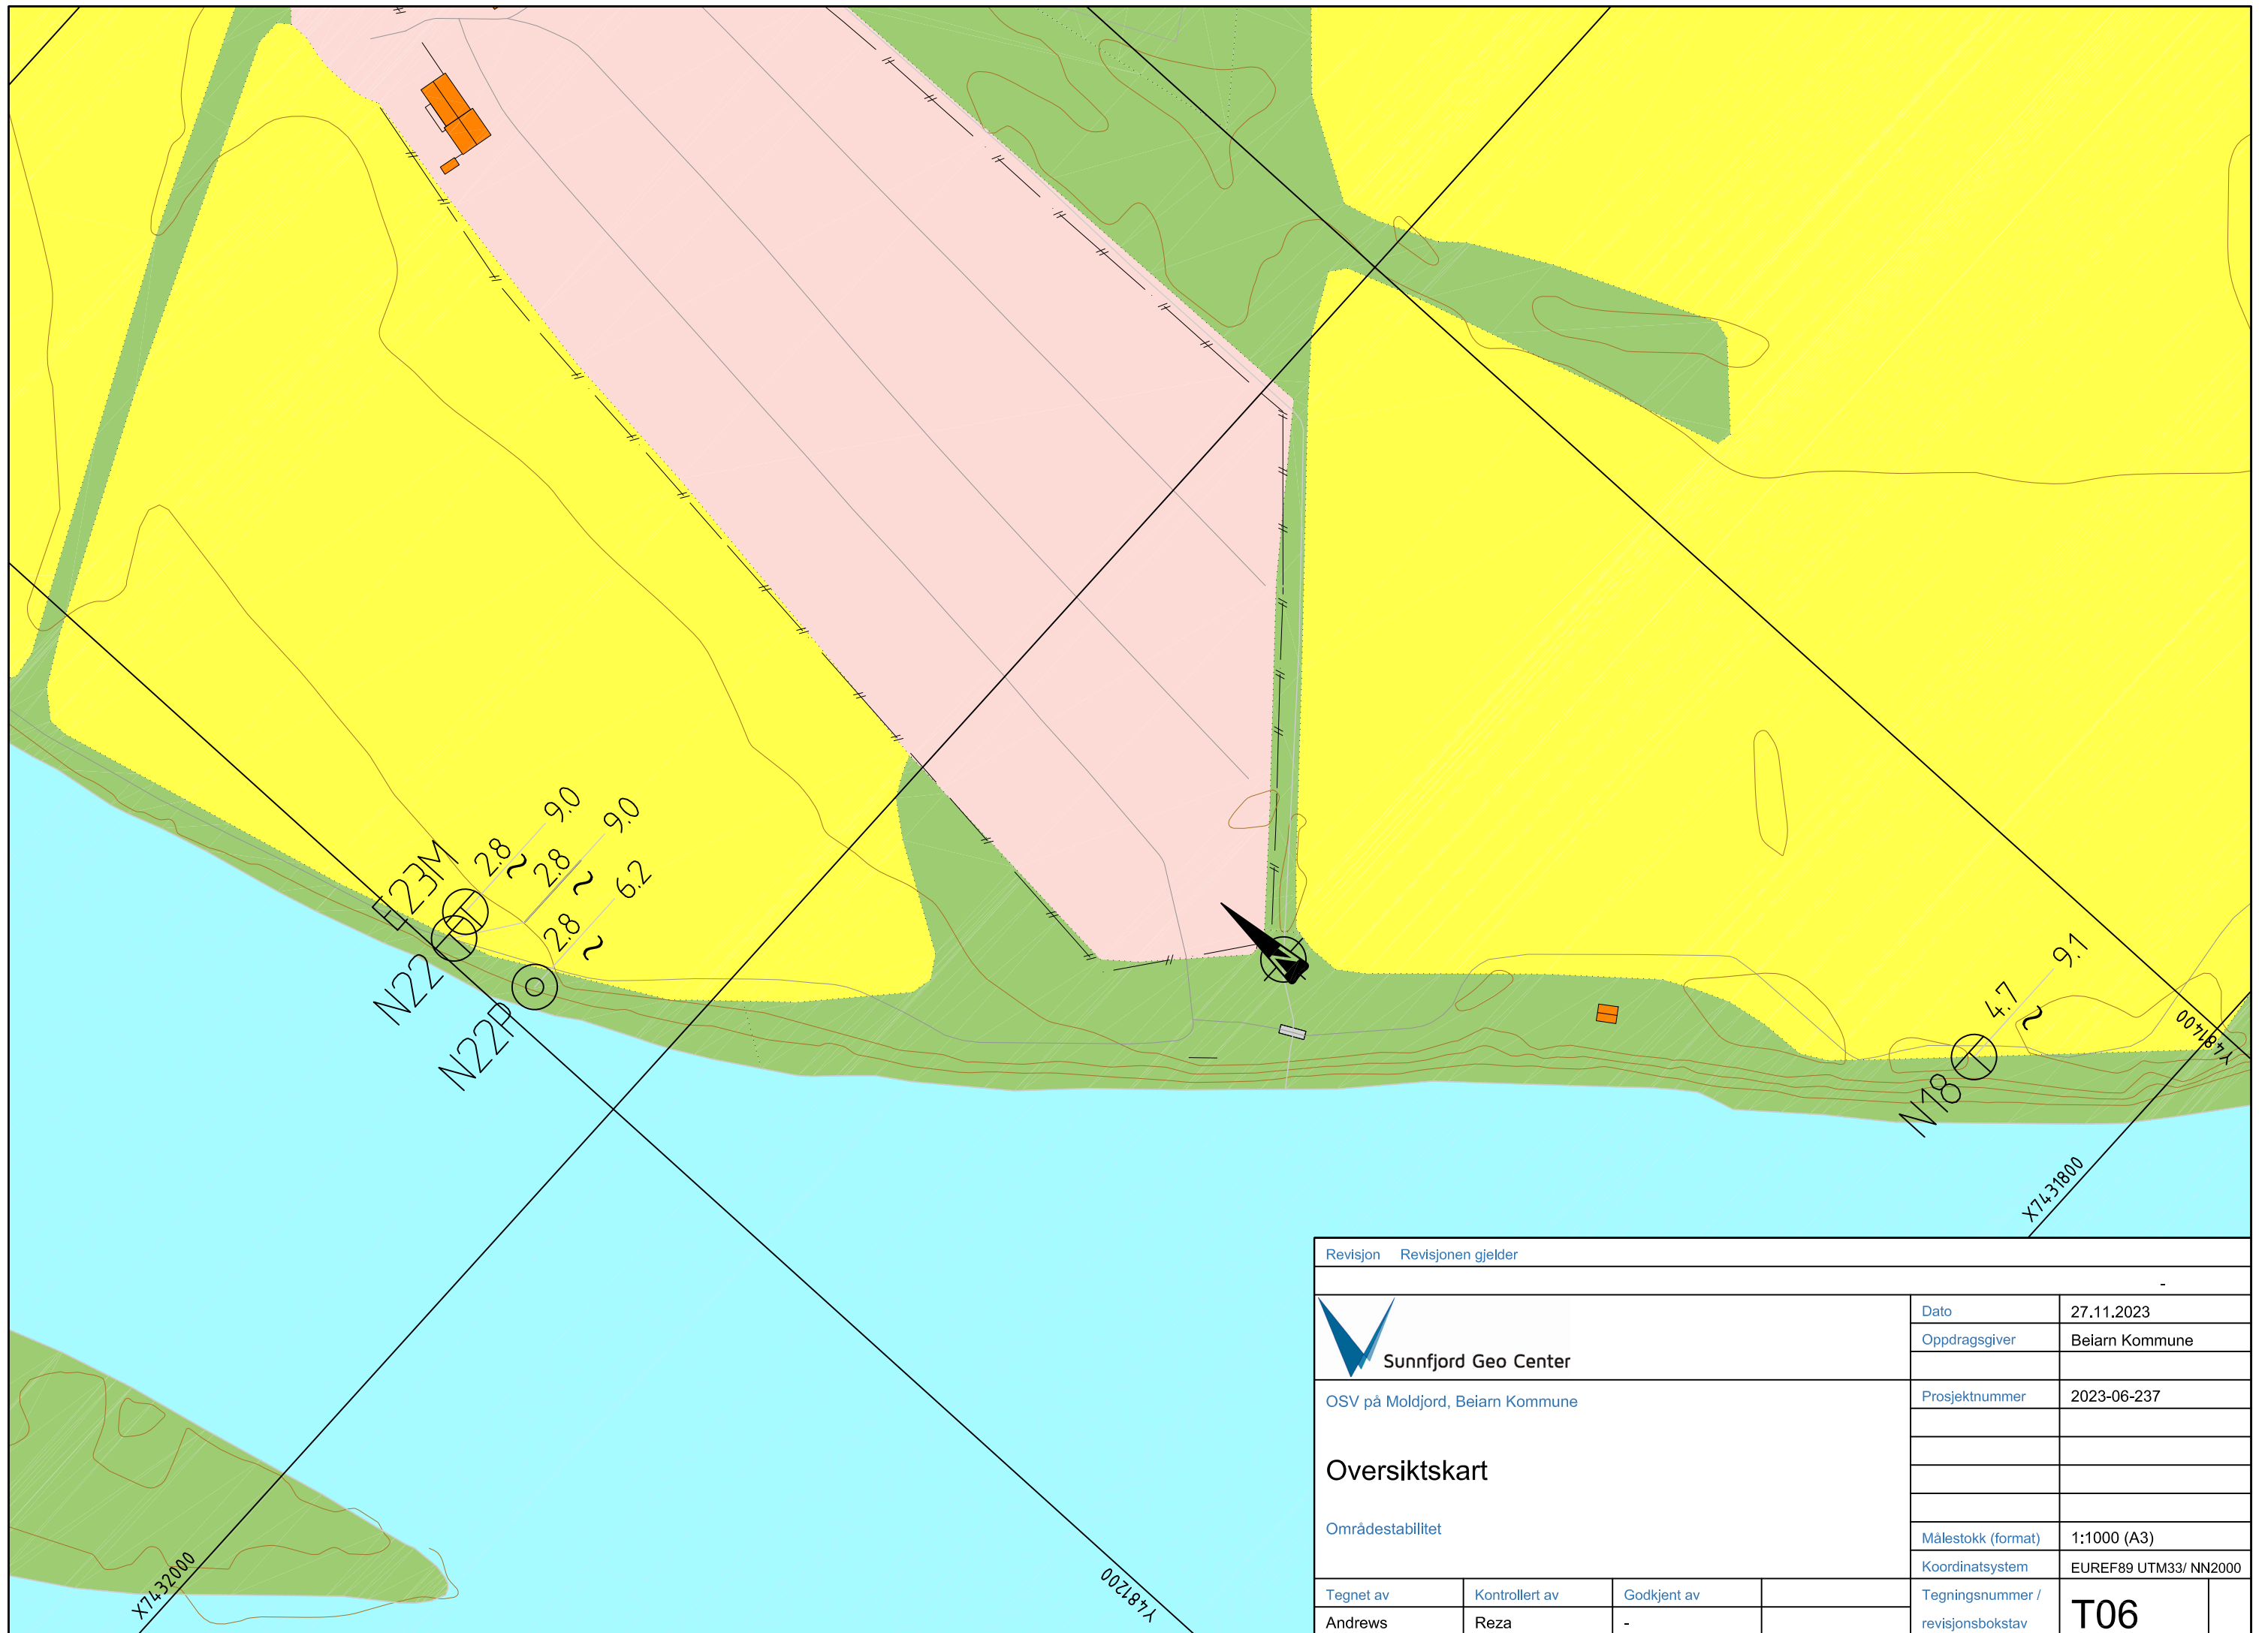 9.0
2.8
~
9.0
2.8
~
6.2
2.8
~
E23M
N22
N22P
N
9.1
4.7
~
N18
Y481400
X7431800
X7432000
Y481200
Revisjon Revisjonen gjelder
-
Sunnfjord Geo Center
Dato 27.11.2023
Oppdragsgiver Beiarn Kommune
OSV på Moldjord, Beiarn Kommune
Prosjektnummer 2023-06-237
Oversiktskart
Områdestabilitet
Målestokk (format) 1:1000 (A3)
Koordinatsystem EUREF89 UTM33/ NN2000
Tegnet av Kontrollert av Godkjent av
Andrews Reza -
Tegningsnummer /
revisjonsbokstav
T06